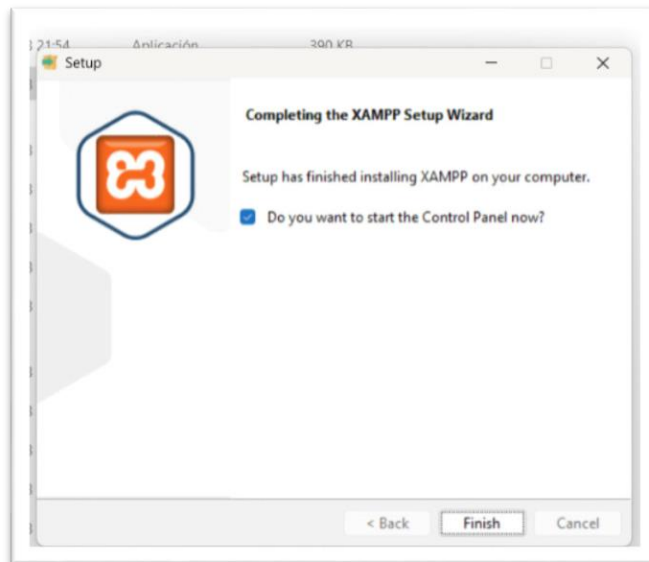 21:54 Aplicación 390 KB
Setup
Completing the XAMPP Setup Wizard
Setup has finished installing XAMPP on your computer.
Do you want to start the Control Panel now?
< Back Finish Cancel